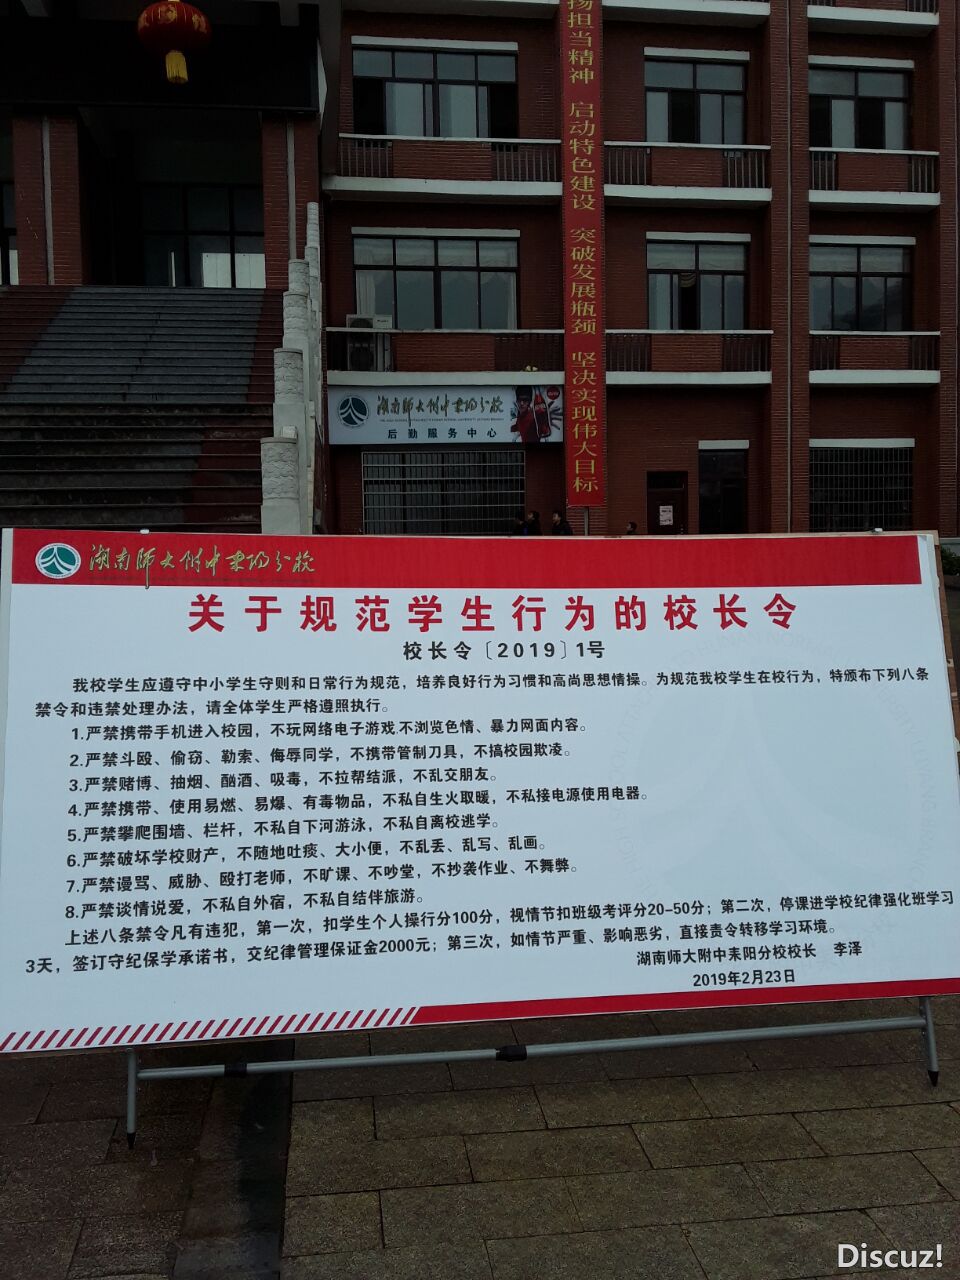 扬担当精神 启动特色建设 突破发展瓶颈 坚决实现伟大目标
湖南师大附中耒阳分校
后勤服务中心
湖南师大附中耒阳分校
关于规范学生行为的校长令
校长令〔2019〕1号
我校学生应遵守中小学生守则和日常行为规范，培养良好行为习惯和高尚思想情操。为规范我校学生在校行为，特颁布下列八条
禁令和违禁处理办法，请全体学生严格遵照执行。
1.严禁携带手机进入校园，不玩网络电子游戏.不浏览色情、暴力网面内容。
2.严禁斗殴、偷窃、勒索、侮辱同学，不携带管制刀具，不搞校园欺凌。
3.严禁赌博、抽烟、酗酒、吸毒，不拉帮结派，不乱交朋友。
4.严禁携带、使用易燃、易爆、有毒物品，不私自生火取暖，不私接电源使用电器。
5.严禁攀爬围墙、栏杆，不私自下河游泳，不私自离校逃学。
6.严禁破坏学校财产，不随地吐痰、大小便，不乱丢、乱写、乱画。
7.严禁谩骂、威胁、殴打老师，不旷课、不吵堂，不抄袭作业、不舞弊。
8.严禁谈情说爱，不私自外宿，不私自结伴旅游。
上述八条禁令凡有违犯，第一次，扣学生个人操行分100分，视情节扣班级考评分20-50分；第二次，停课进学校纪律强化班学习
3天，签订守纪保学承诺书，交纪律管理保证金2000元；第三次，如情节严重、影响恶劣，直接责令转移学习环境。
湖南师大附中耒阳分校校长 李泽
2019年2月23日
Discuz!